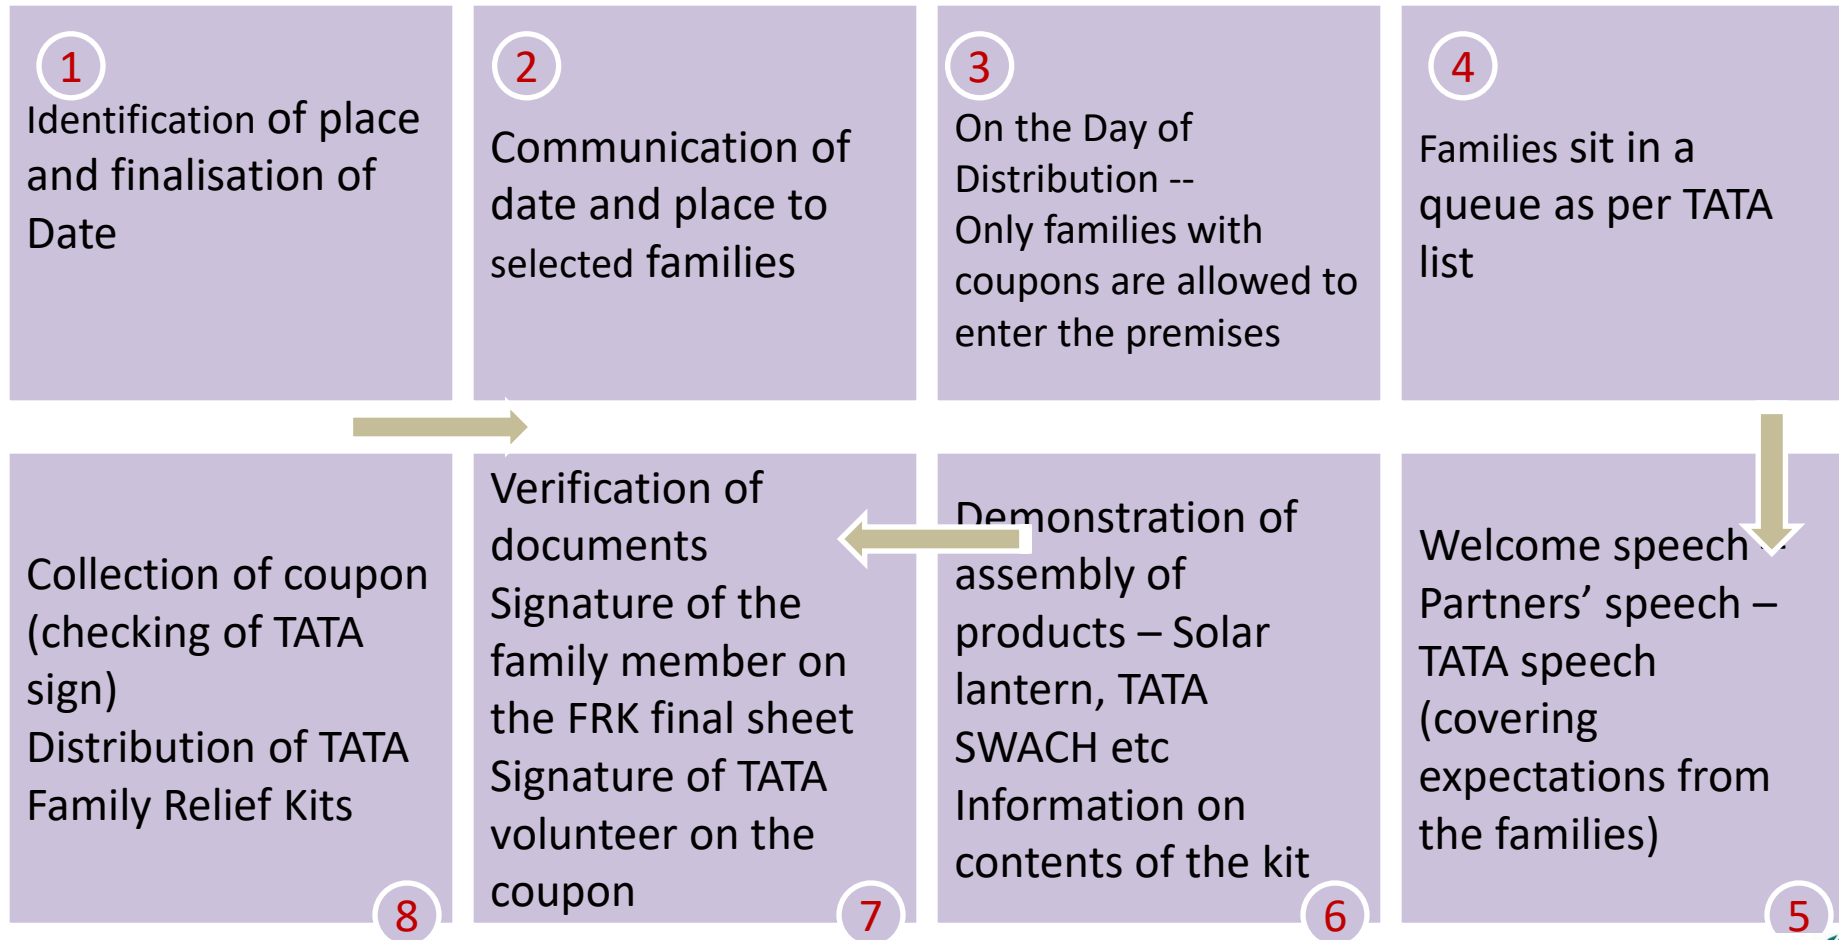 1
Identification of place
and finalisation of
Date
2
Communication of
date and place to
selected families
3
On the Day of
Distribution --
Only families with
coupons are allowed to
enter the premises
4
Families sit in a
queue as per TATA
list
Welcome speech –
Partners’ speech –
TATA speech
(covering
expectations from
the families)
5
Demonstration of
assembly of
products – Solar
lantern, TATA
SWACH etc
Information on
contents of the kit
6
Verification of
documents
Signature of the
family member on
the FRK final sheet
Signature of TATA
volunteer on the
coupon
7
Collection of coupon
(checking of TATA
sign)
Distribution of TATA
Family Relief Kits
8